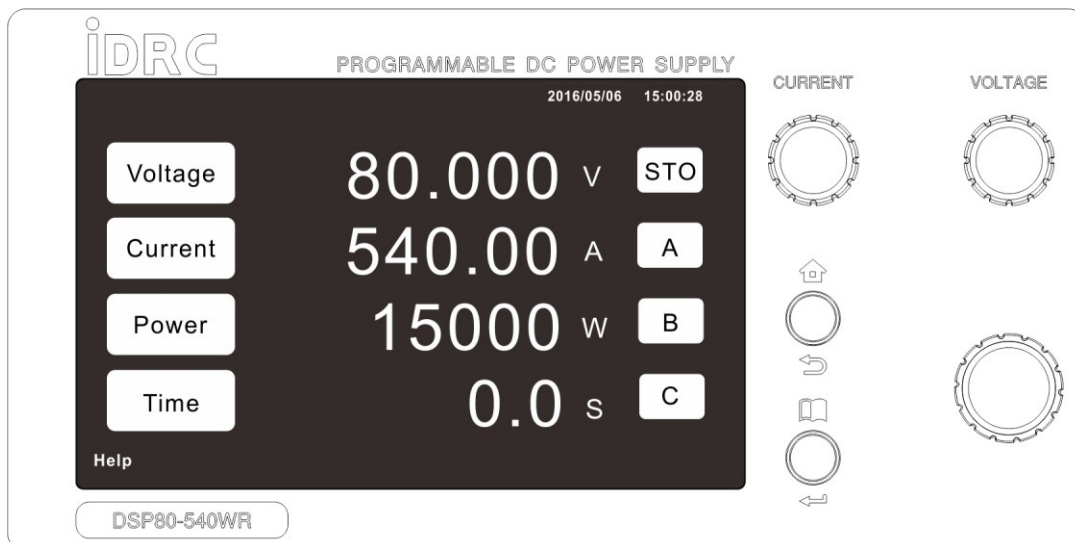 iDRC
PROGRAMMABLE DC POWER SUPPLY
CURRENT
VOLTAGE
2016/05/06 15:00:28
Voltage 80.000 V STO
Current 540.00 A A
Power 15000 W B
Time 0.0 S C
Help
DSP80-540WR